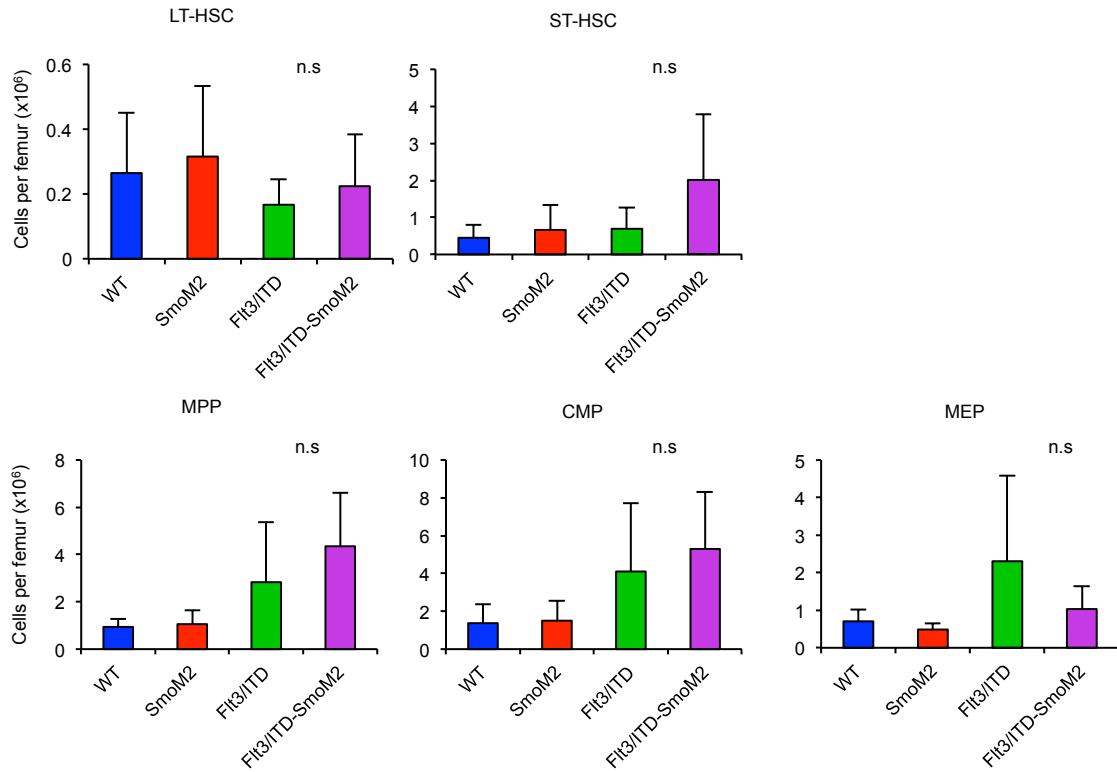 LT-HSC
n.s
Cells per femur (x10⁶)
0.6
0.4
0.2
0
WT
SmoM2
Flt3/ITD
Flt3/ITD-SmoM2
ST-HSC
n.s
5
4
3
2
1
0
WT
SmoM2
Flt3/ITD
Flt3/ITD-SmoM2
MPP
n.s
Cells per femur (x10⁶)
8
6
4
2
0
WT
SmoM2
Flt3/ITD
Flt3/ITD-SmoM2
CMP
n.s
10
8
6
4
2
0
WT
SmoM2
Flt3/ITD
Flt3/ITD-SmoM2
MEP
n.s
5
4
3
2
1
0
WT
SmoM2
Flt3/ITD
Flt3/ITD-SmoM2